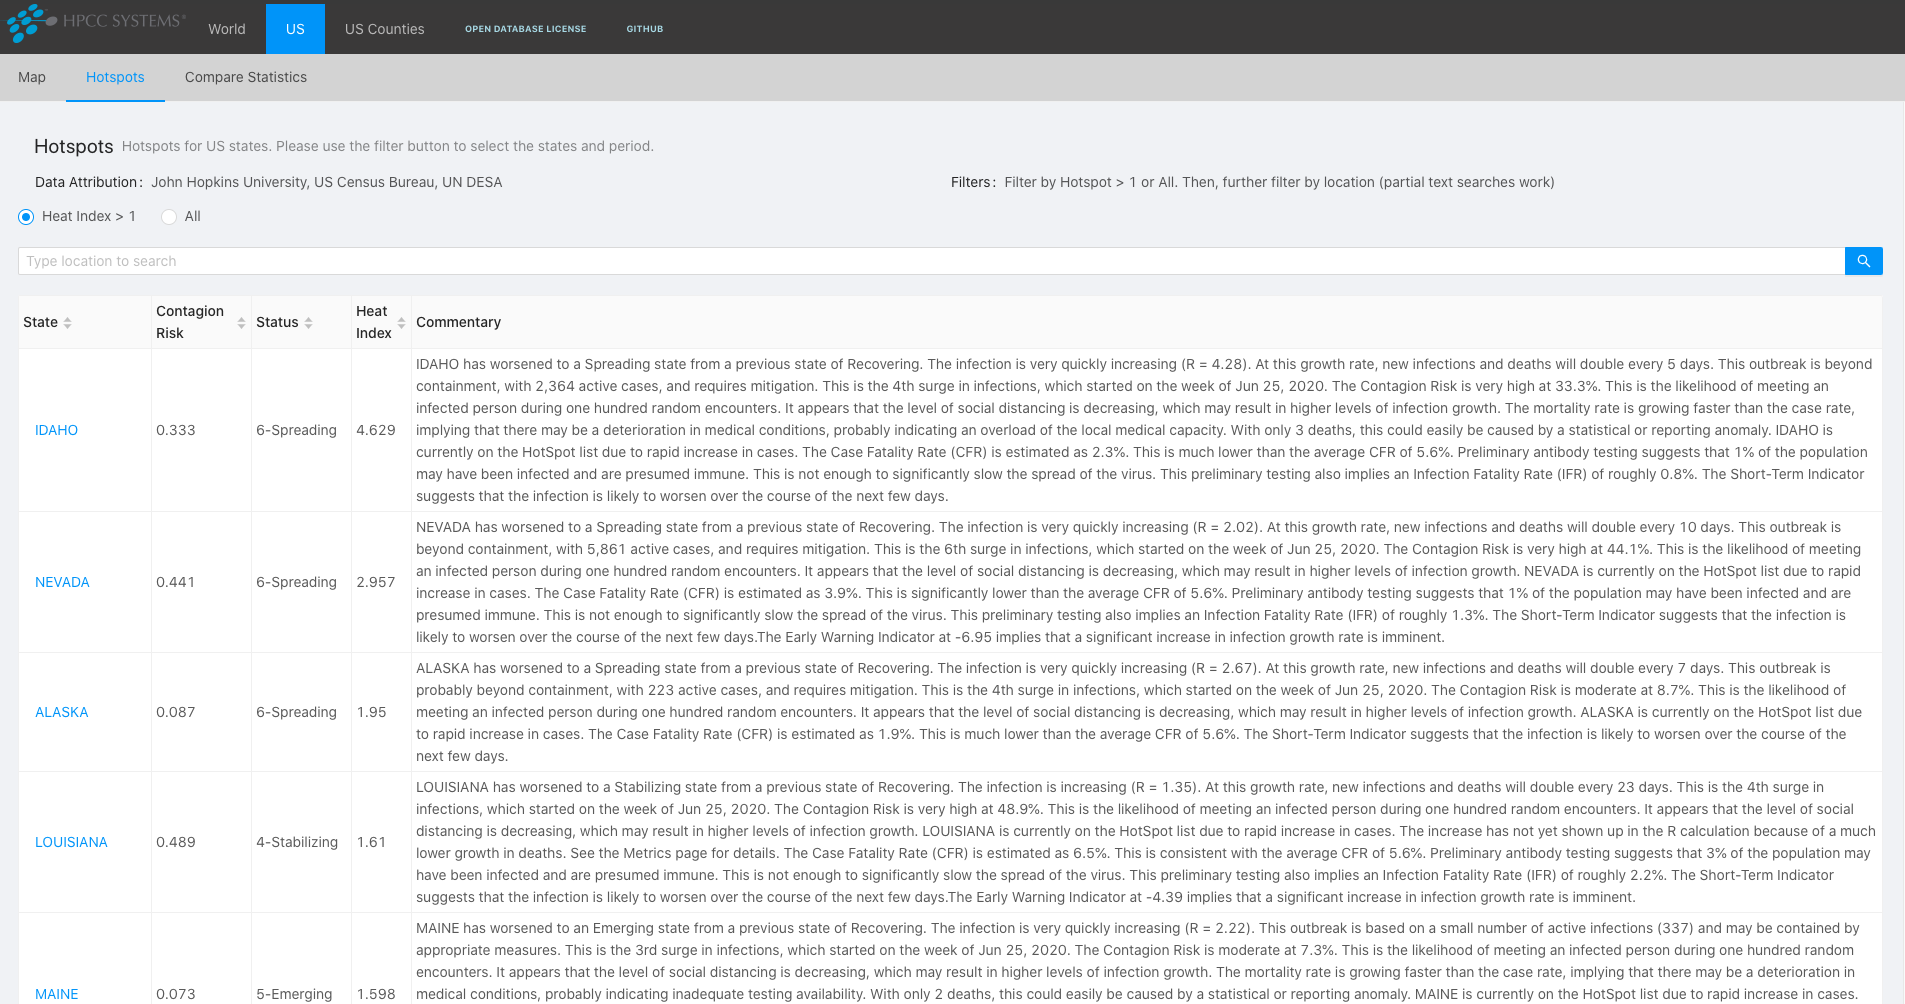 HPCC SYSTEMS®
World
US
US Counties
OPEN DATABASE LICENSE
GITHUB
Map
Hotspots
Compare Statistics
Hotspots Hotspots for US states. Please use the filter button to select the states and period.
Data Attribution: John Hopkins University, US Census Bureau, UN DESA
Filters: Filter by Hotspot > 1 or All. Then, further filter by location (partial text searches work)
Heat Index > 1
All
Type location to search
State
Contagion
Risk
Status
Heat
Index
Commentary
IDAHO
0.333
6-Spreading
4.629
IDAHO has worsened to a Spreading state from a previous state of Recovering. The infection is very quickly increasing (R = 4.28). At this growth rate, new infections and deaths will double every 5 days. This outbreak is beyond
containment, with 2,364 active cases, and requires mitigation. This is the 4th surge in infections, which started on the week of Jun 25, 2020. The Contagion Risk is very high at 33.3%. This is the likelihood of meeting an
infected person during one hundred random encounters. It appears that the level of social distancing is decreasing, which may result in higher levels of infection growth. The mortality rate is growing faster than the case rate,
implying that there may be a deterioration in medical conditions, probably indicating an overload of the local medical capacity. With only 3 deaths, this could easily be caused by a statistical or reporting anomaly. IDAHO is
currently on the HotSpot list due to rapid increase in cases. The Case Fatality Rate (CFR) is estimated as 2.3%. This is much lower than the average CFR of 5.6%. Preliminary antibody testing suggests that 1% of the population
may have been infected and are presumed immune. This is not enough to significantly slow the spread of the virus. This preliminary testing also implies an Infection Fatality Rate (IFR) of roughly 0.8%. The Short-Term Indicator
suggests that the infection is likely to worsen over the course of the next few days.
NEVADA
0.441
6-Spreading
2.957
NEVADA has worsened to a Spreading state from a previous state of Recovering. The infection is very quickly increasing (R = 2.02). At this growth rate, new infections and deaths will double every 10 days. This outbreak is
beyond containment, with 5,861 active cases, and requires mitigation. This is the 6th surge in infections, which started on the week of Jun 25, 2020. The Contagion Risk is very high at 44.1%. This is the likelihood of meeting
an infected person during one hundred random encounters. It appears that the level of social distancing is decreasing, which may result in higher levels of infection growth. NEVADA is currently on the HotSpot list due to rapid
increase in cases. The Case Fatality Rate (CFR) is estimated as 3.9%. This is significantly lower than the average CFR of 5.6%. Preliminary antibody testing suggests that 1% of the population may have been infected and are
presumed immune. This is not enough to significantly slow the spread of the virus. This preliminary testing also implies an Infection Fatality Rate (IFR) of roughly 1.3%. The Short-Term Indicator suggests that the infection is
likely to worsen over the course of the next few days.The Early Warning Indicator at -6.95 implies that a significant increase in infection growth rate is imminent.
ALASKA
0.087
6-Spreading
1.95
ALASKA has worsened to a Spreading state from a previous state of Recovering. The infection is very quickly increasing (R = 2.67). At this growth rate, new infections and deaths will double every 7 days. This outbreak is
probably beyond containment, with 223 active cases, and requires mitigation. This is the 4th surge in infections, which started on the week of Jun 25, 2020. The Contagion Risk is moderate at 8.7%. This is the likelihood of
meeting an infected person during one hundred random encounters. It appears that the level of social distancing is decreasing, which may result in higher levels of infection growth. ALASKA is currently on the HotSpot list due
to rapid increase in cases. The Case Fatality Rate (CFR) is estimated as 1.9%. This is much lower than the average CFR of 5.6%. The Short-Term Indicator suggests that the infection is likely to worsen over the course of the
next few days.
LOUISIANA
0.489
4-Stabilizing
1.61
LOUISIANA has worsened to a Stabilizing state from a previous state of Recovering. The infection is increasing (R = 1.35). At this growth rate, new infections and deaths will double every 23 days. This is the 4th surge in
infections, which started on the week of Jun 25, 2020. The Contagion Risk is very high at 48.9%. This is the likelihood of meeting an infected person during one hundred random encounters. It appears that the level of social
distancing is decreasing, which may result in higher levels of infection growth. LOUISIANA is currently on the HotSpot list due to rapid increase in cases. The increase has not yet shown up in the R calculation because of a much
lower growth in deaths. See the Metrics page for details. The Case Fatality Rate (CFR) is estimated as 6.5%. This is consistent with the average CFR of 5.6%. Preliminary antibody testing suggests that 3% of the population may
have been infected and are presumed immune. This is not enough to significantly slow the spread of the virus. This preliminary testing also implies an Infection Fatality Rate (IFR) of roughly 2.2%. The Short-Term Indicator
suggests that the infection is likely to worsen over the course of the next few days.The Early Warning Indicator at -4.39 implies that a significant increase in infection growth rate is imminent.
MAINE
0.073
5-Emerging
1.598
MAINE has worsened to an Emerging state from a previous state of Recovering. The infection is very quickly increasing (R = 2.22). This outbreak is based on a small number of active infections (337) and may be contained by
appropriate measures. This is the 3rd surge in infections, which started on the week of Jun 25, 2020. The Contagion Risk is moderate at 7.3%. This is the likelihood of meeting an infected person during one hundred random
encounters. It appears that the level of social distancing is decreasing, which may result in higher levels of infection growth. The mortality rate is growing faster than the case rate, implying that there may be a deterioration in
medical conditions, probably indicating inadequate testing availability. With only 2 deaths, this could easily be caused by a statistical or reporting anomaly. MAINE is currently on the HotSpot list due to rapid increase in cases.